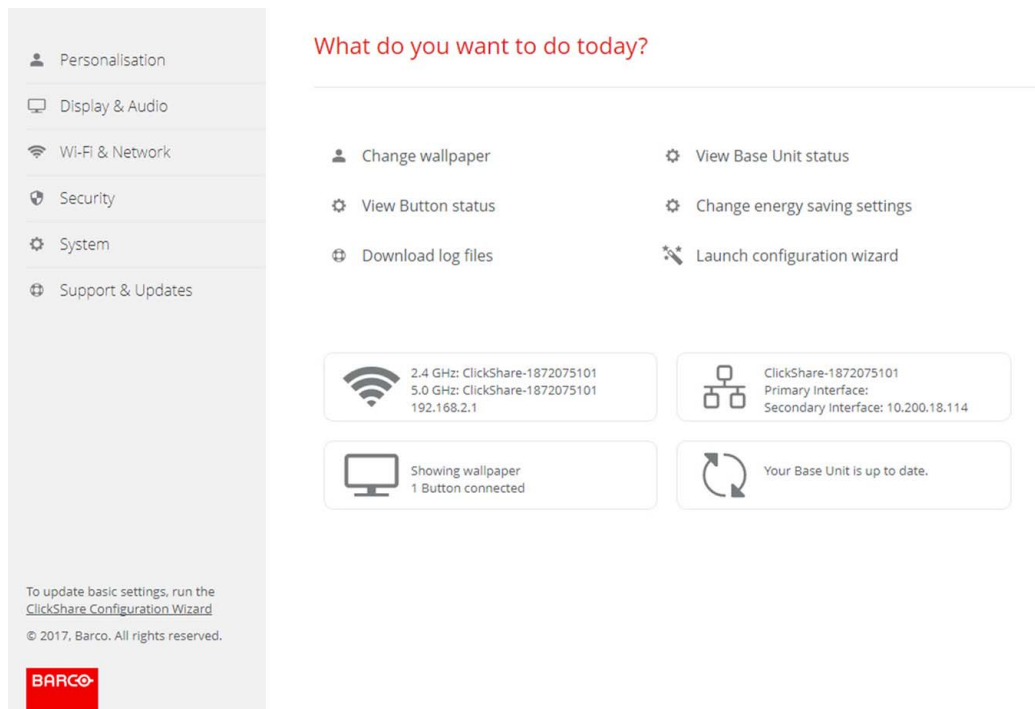 Personalisation
Display & Audio
Wi-Fi & Network
Security
System
Support & Updates
To update basic settings, run the
ClickShare Configuration Wizard
© 2017, Barco. All rights reserved.
BARCO
What do you want to do today?
Change wallpaper
View Base Unit status
View Button status
Change energy saving settings
Download log files
Launch configuration wizard
2.4 GHz: ClickShare-1872075101
5.0 GHz: ClickShare-1872075101
192.168.2.1
ClickShare-1872075101
Primary Interface:
Secondary Interface: 10.200.18.114
Showing wallpaper
1 Button connected
Your Base Unit is up to date.